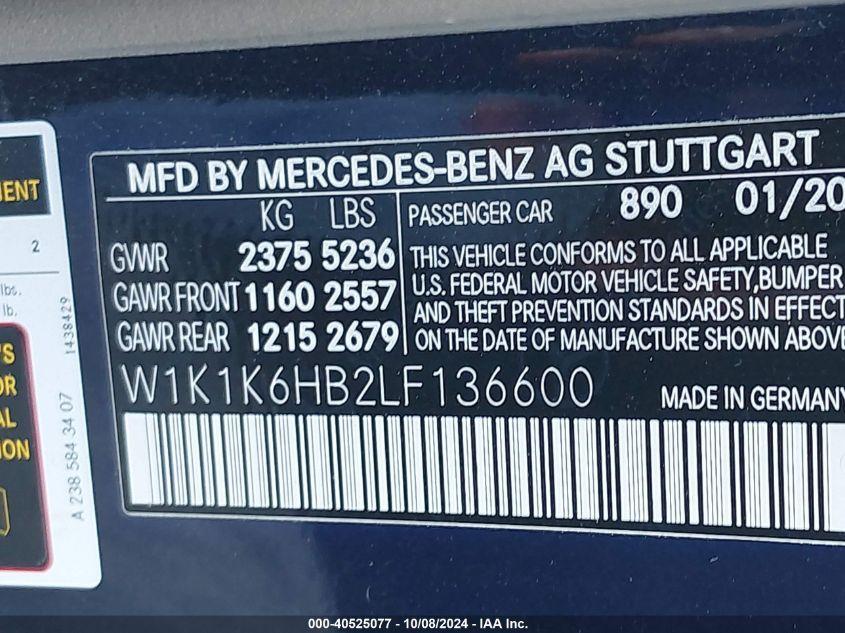 MFD BY MERCEDES-BENZ AG STUTTGART
KG LBS
GVWR 2375 5236
GAWR FRONT 1160 2557
GAWR REAR 1215 2679
PASSENGER CAR 890 01/20
THIS VEHICLE CONFORMS TO ALL APPLICABLE
U.S. FEDERAL MOTOR VEHICLE SAFETY,BUMPER
AND THEFT PREVENTION STANDARDS IN EFFECT
ON THE DATE OF MANUFACTURE SHOWN ABOVE
W1K1K6HB2LF136600
MADE IN GERMANY
2
lbs.
lb.
1438429
A 238 584 34 07
000-40525077 - 10/08/2024 - IAA Inc.